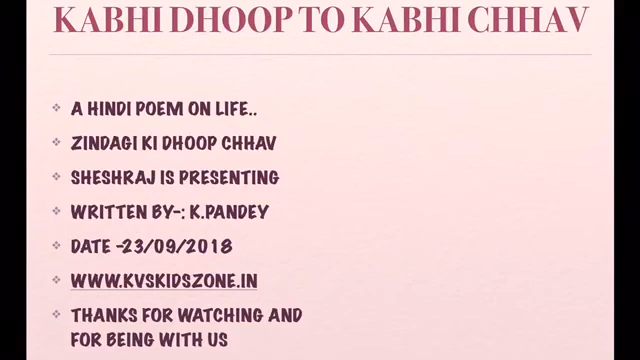 KABHI DHOOP TO KABHI CHHAV
A HINDI POEM ON LIFE..
ZINDAGI KI DHOOP CHHAV
SHESHRAJ IS PRESENTING
WRITTEN BY-: K.PANDEY
DATE -23/09/2018
WWW.KVSKIDSZONE.IN
THANKS FOR WATCHING AND
FOR BEING WITH US